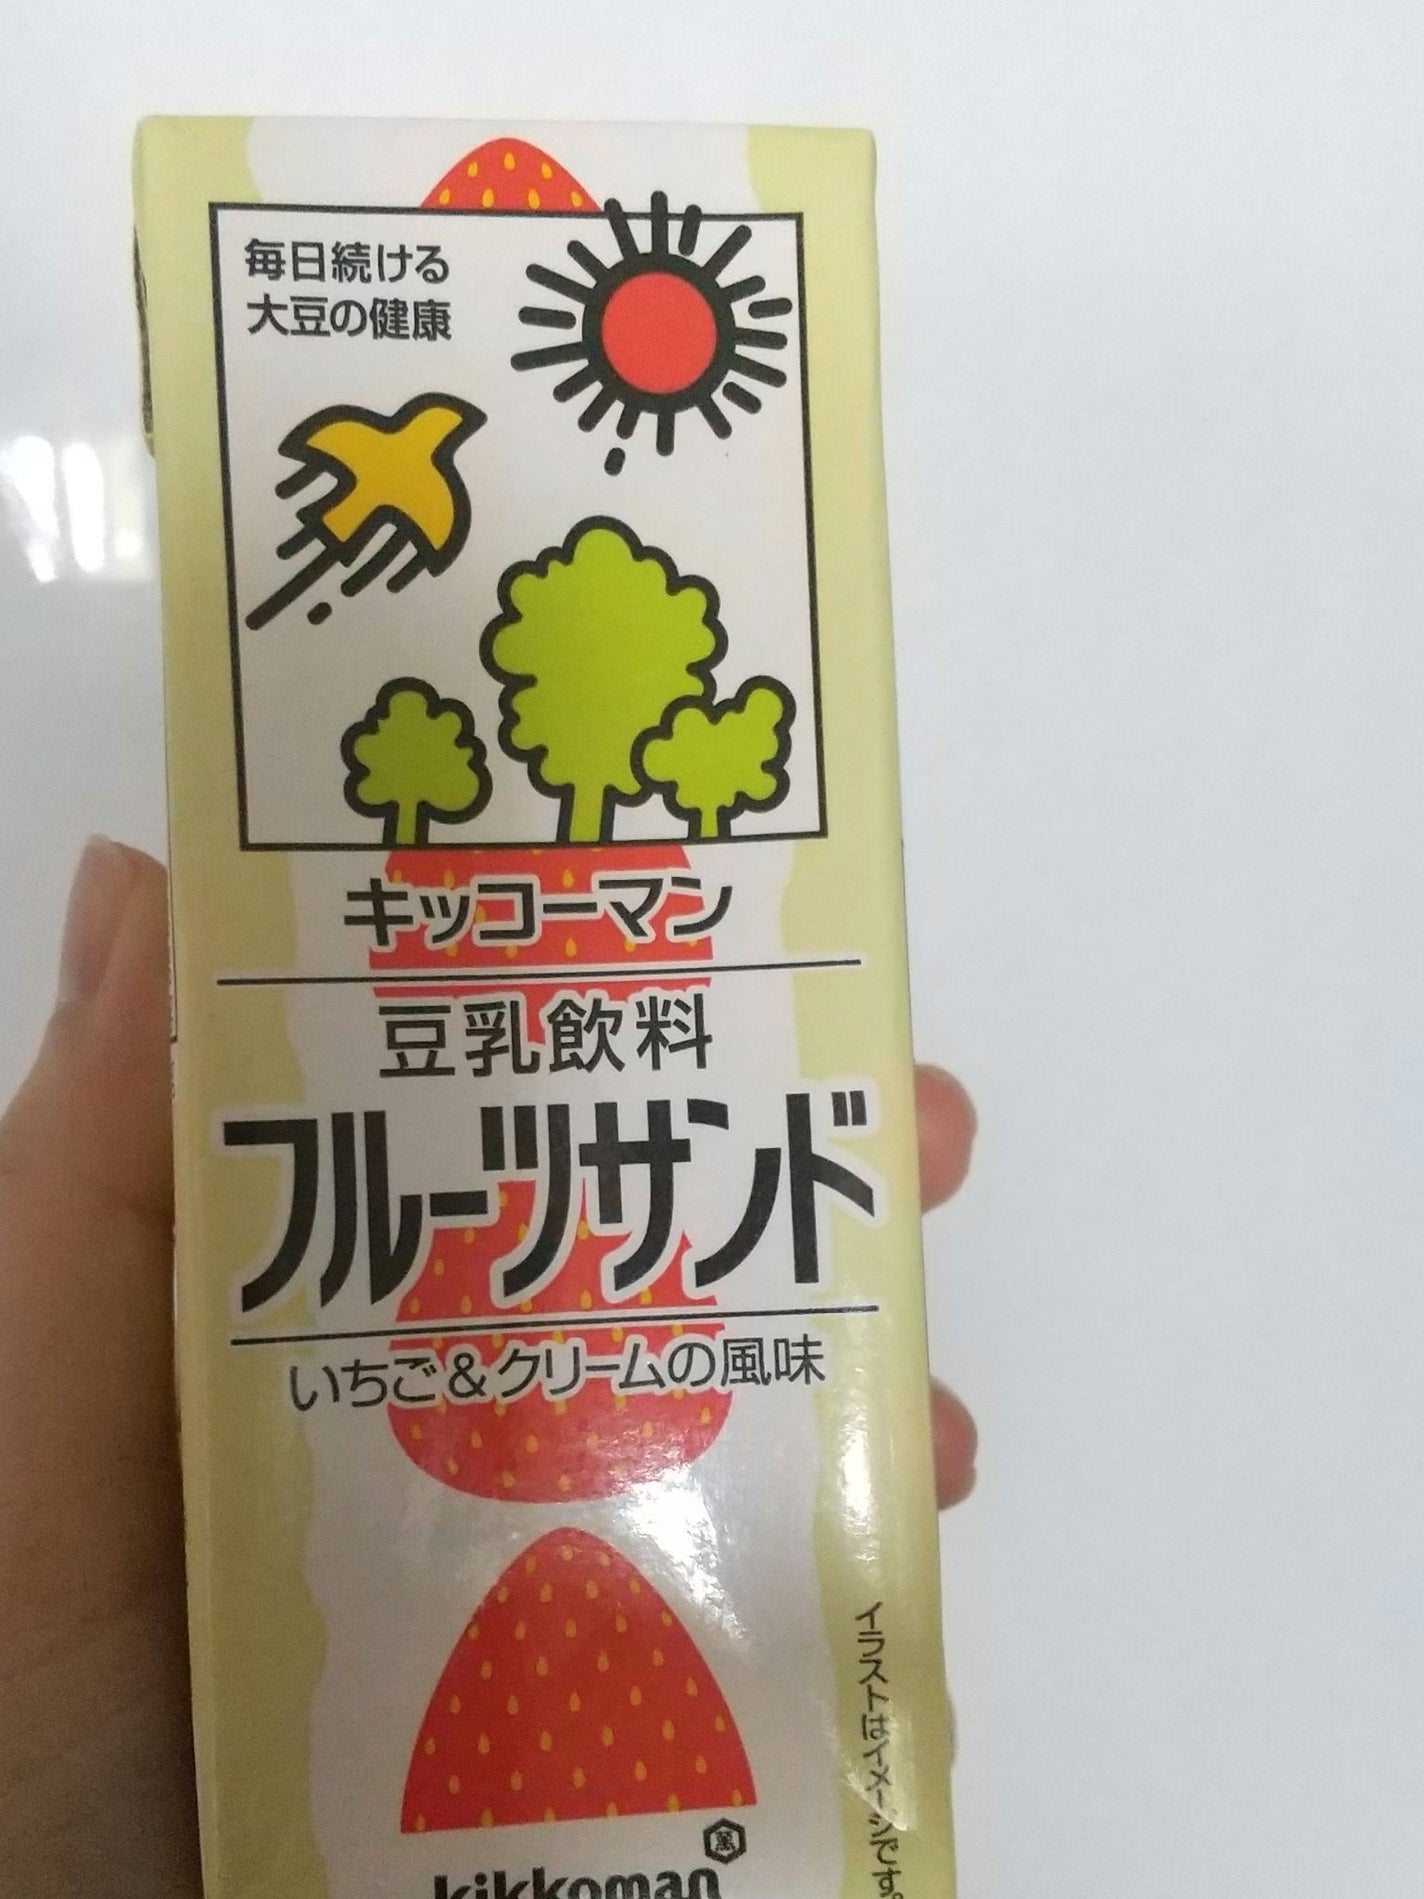 毎日続ける
大豆の健康
キッコーマン
豆乳飲料
フルーツサンド
いちご&クリームの風味
イラストはイメージです。
萬
kikkoman